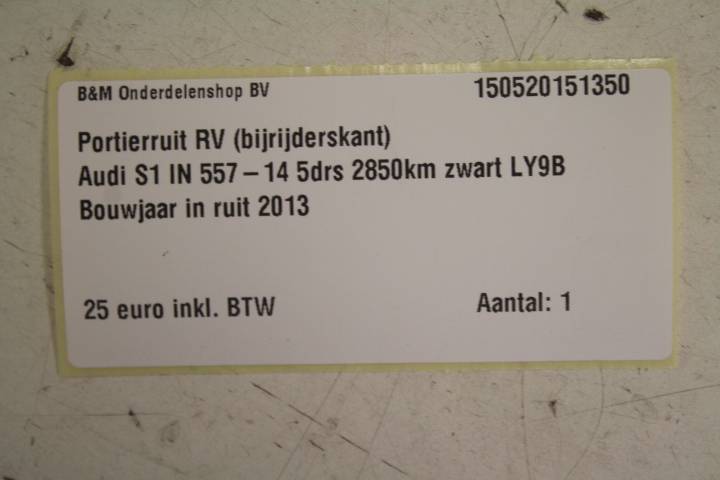 B&M Onderdelenshop BV 150520151350
Portierruit RV (bijrijderskant)
Audi S1 IN 557 – 14 5drs 2850km zwart LY9B
Bouwjaar in ruit 2013
25 euro inkl. BTW Aantal: 1